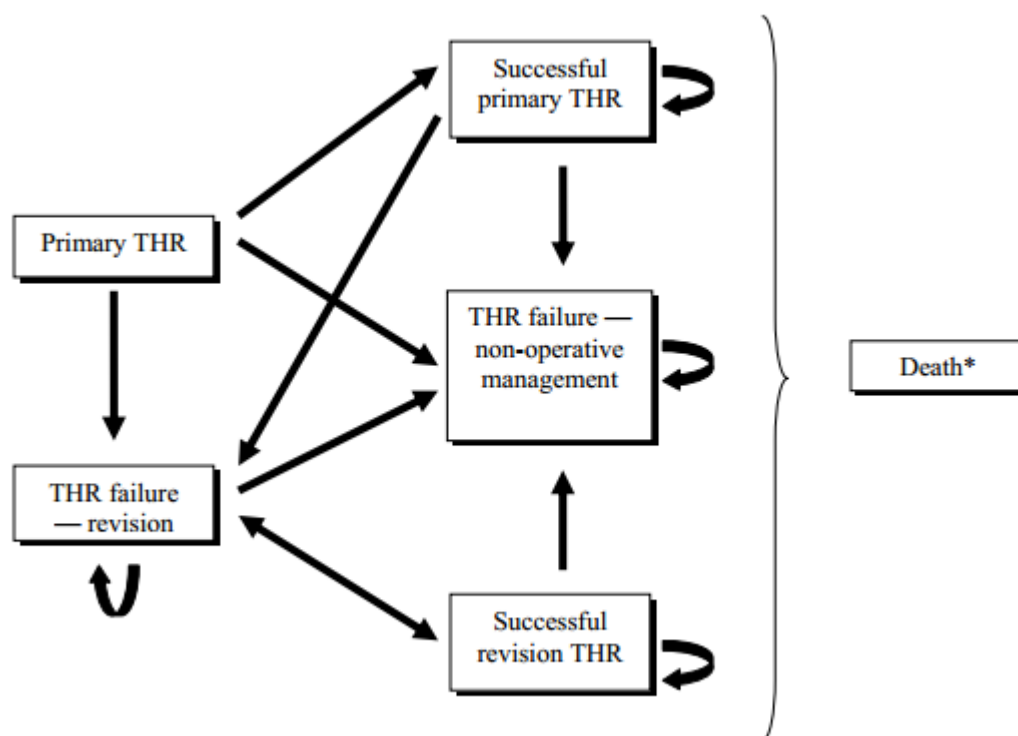 Successful
primary THR
Primary THR
THR failure —
non-operative
management
Death*
THR failure
— revision
Successful
revision THR